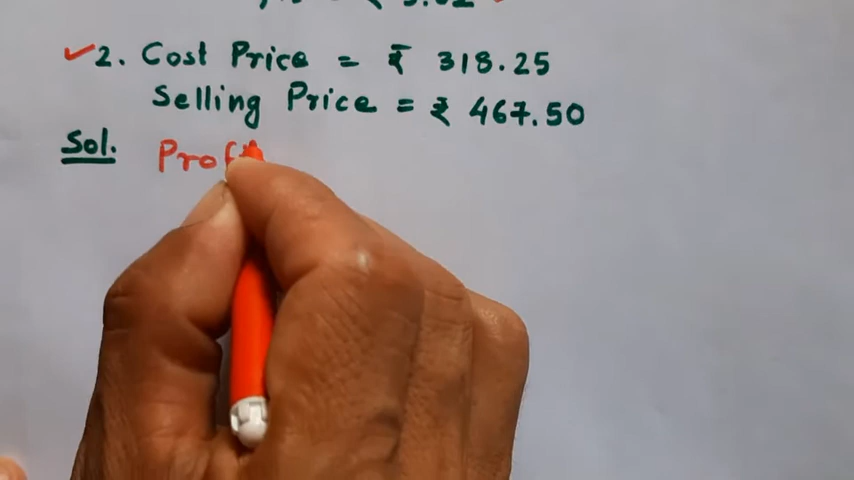 2. Cost Price = ₹ 318.25
Selling Price = ₹ 467.50
Sol.